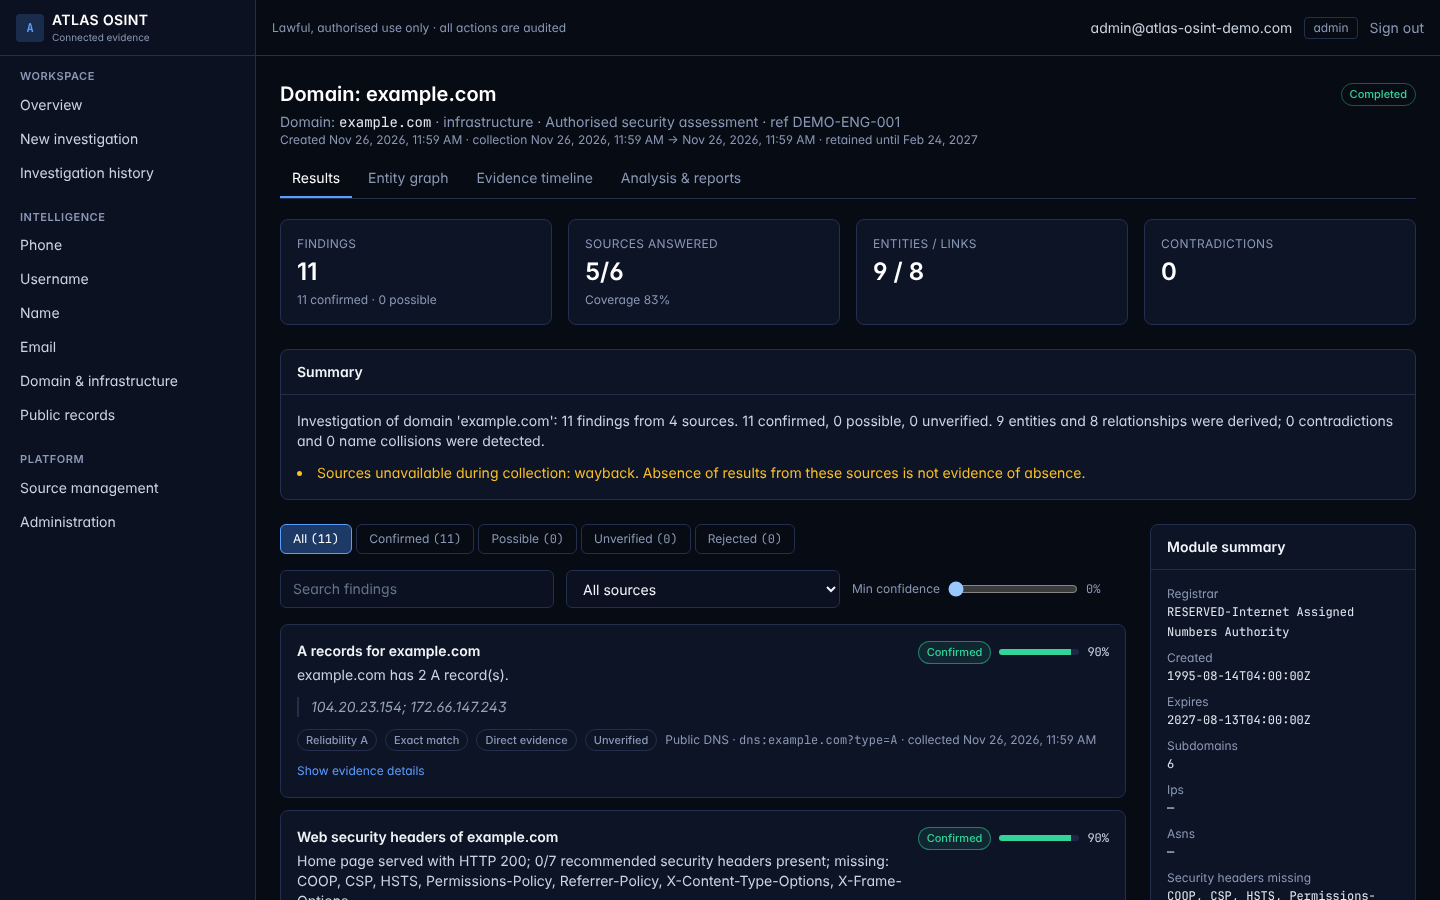 A
ATLAS OSINT
Connected evidence
Lawful, authorised use only · all actions are audited
admin@atlas-osint-demo.com
admin
Sign out
WORKSPACE
Overview
New investigation
Investigation history
INTELLIGENCE
Phone
Username
Name
Email
Domain & infrastructure
Public records
PLATFORM
Source management
Administration
Domain: example.com
Completed
Domain: example.com · infrastructure · Authorised security assessment · ref DEMO-ENG-001
Created Nov 26, 2026, 11:59 AM · collection Nov 26, 2026, 11:59 AM → Nov 26, 2026, 11:59 AM · retained until Feb 24, 2027
Results
Entity graph
Evidence timeline
Analysis & reports
FINDINGS
11
11 confirmed · 0 possible
SOURCES ANSWERED
5/6
Coverage 83%
ENTITIES / LINKS
9 / 8
CONTRADICTIONS
0
Summary
Investigation of domain 'example.com': 11 findings from 4 sources. 11 confirmed, 0 possible, 0 unverified. 9 entities and 8 relationships were derived; 0 contradictions
and 0 name collisions were detected.
• Sources unavailable during collection: wayback. Absence of results from these sources is not evidence of absence.
All (11)
Confirmed (11)
Possible (0)
Unverified (0)
Rejected (0)
Search findings
All sources
Min confidence
0%
A records for example.com
Confirmed
90%
example.com has 2 A record(s).
104.20.23.154; 172.66.147.243
Reliability A
Exact match
Direct evidence
Unverified
Public DNS · dns:example.com?type=A · collected Nov 26, 2026, 11:59 AM
Show evidence details
Web security headers of example.com
Confirmed
90%
Home page served with HTTP 200; 0/7 recommended security headers present; missing:
COOP, CSP, HSTS, Permissions-Policy, Referrer-Policy, X-Content-Type-Options, X-Frame-
Options
Module summary
Registrar
RESERVED-Internet Assigned
Numbers Authority
Created
1995-08-14T04:00:00Z
Expires
2027-08-13T04:00:00Z
Subdomains
6
Ips
—
Asns
—
Security headers missing
COOP, CSP, HSTS, Permissions-